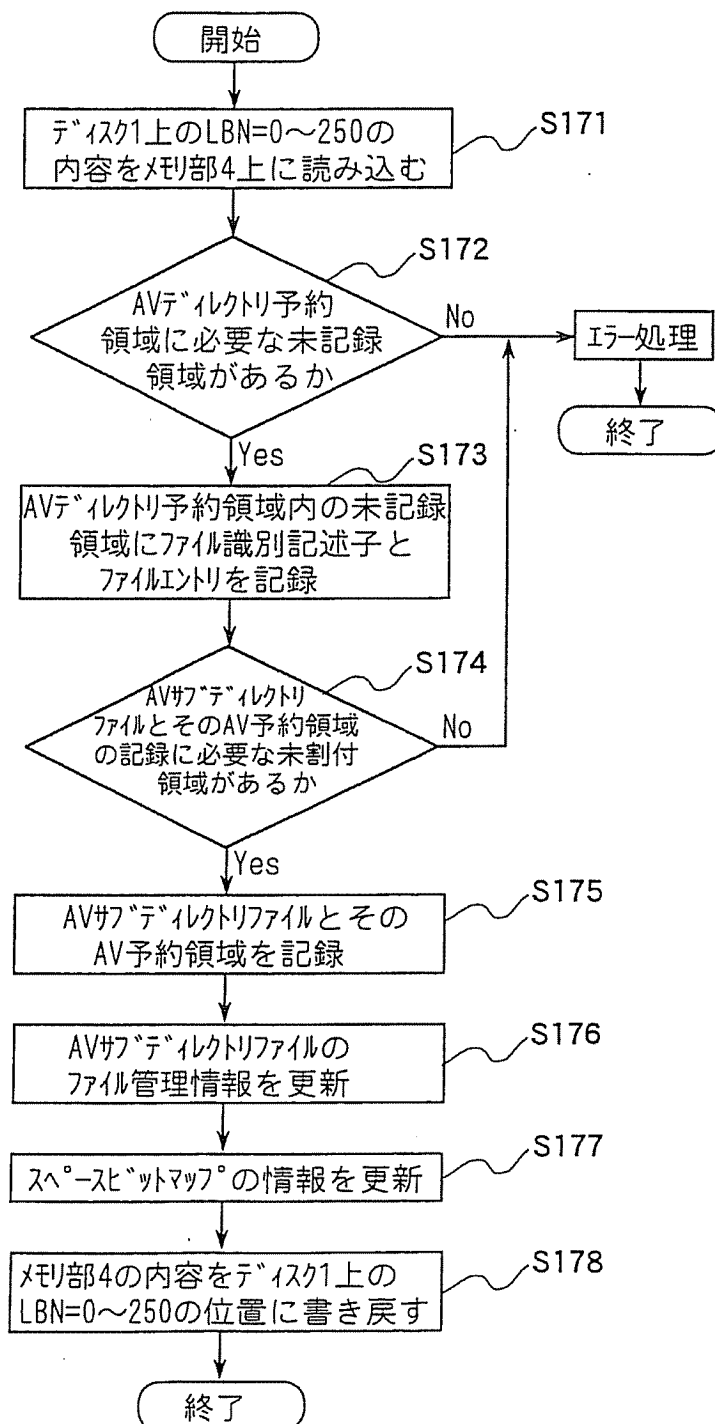 開始
ディスク1上のLBN=0～250の
内容をメモリ部4上に読み込む
S171
S172
AVディレクトリ予約
領域に必要な未記録
領域があるか
No
エラー処理
終了
Yes
S173
AVディレクトリ予約領域内の未記録
領域にファイル識別記述子と
ファイルエントリを記録
S174
AVサブディレクトリ
ファイルとそのAV予約領域
の記録に必要な未割付
領域があるか
No
Yes
S175
AVサブディレクトリファイルとその
AV予約領域を記録
S176
AVサブディレクトリファイルの
ファイル管理情報を更新
S177
スペースビットマップの情報を更新
S178
メモリ部4の内容をディスク1上の
LBN=0～250の位置に書き戻す
終了